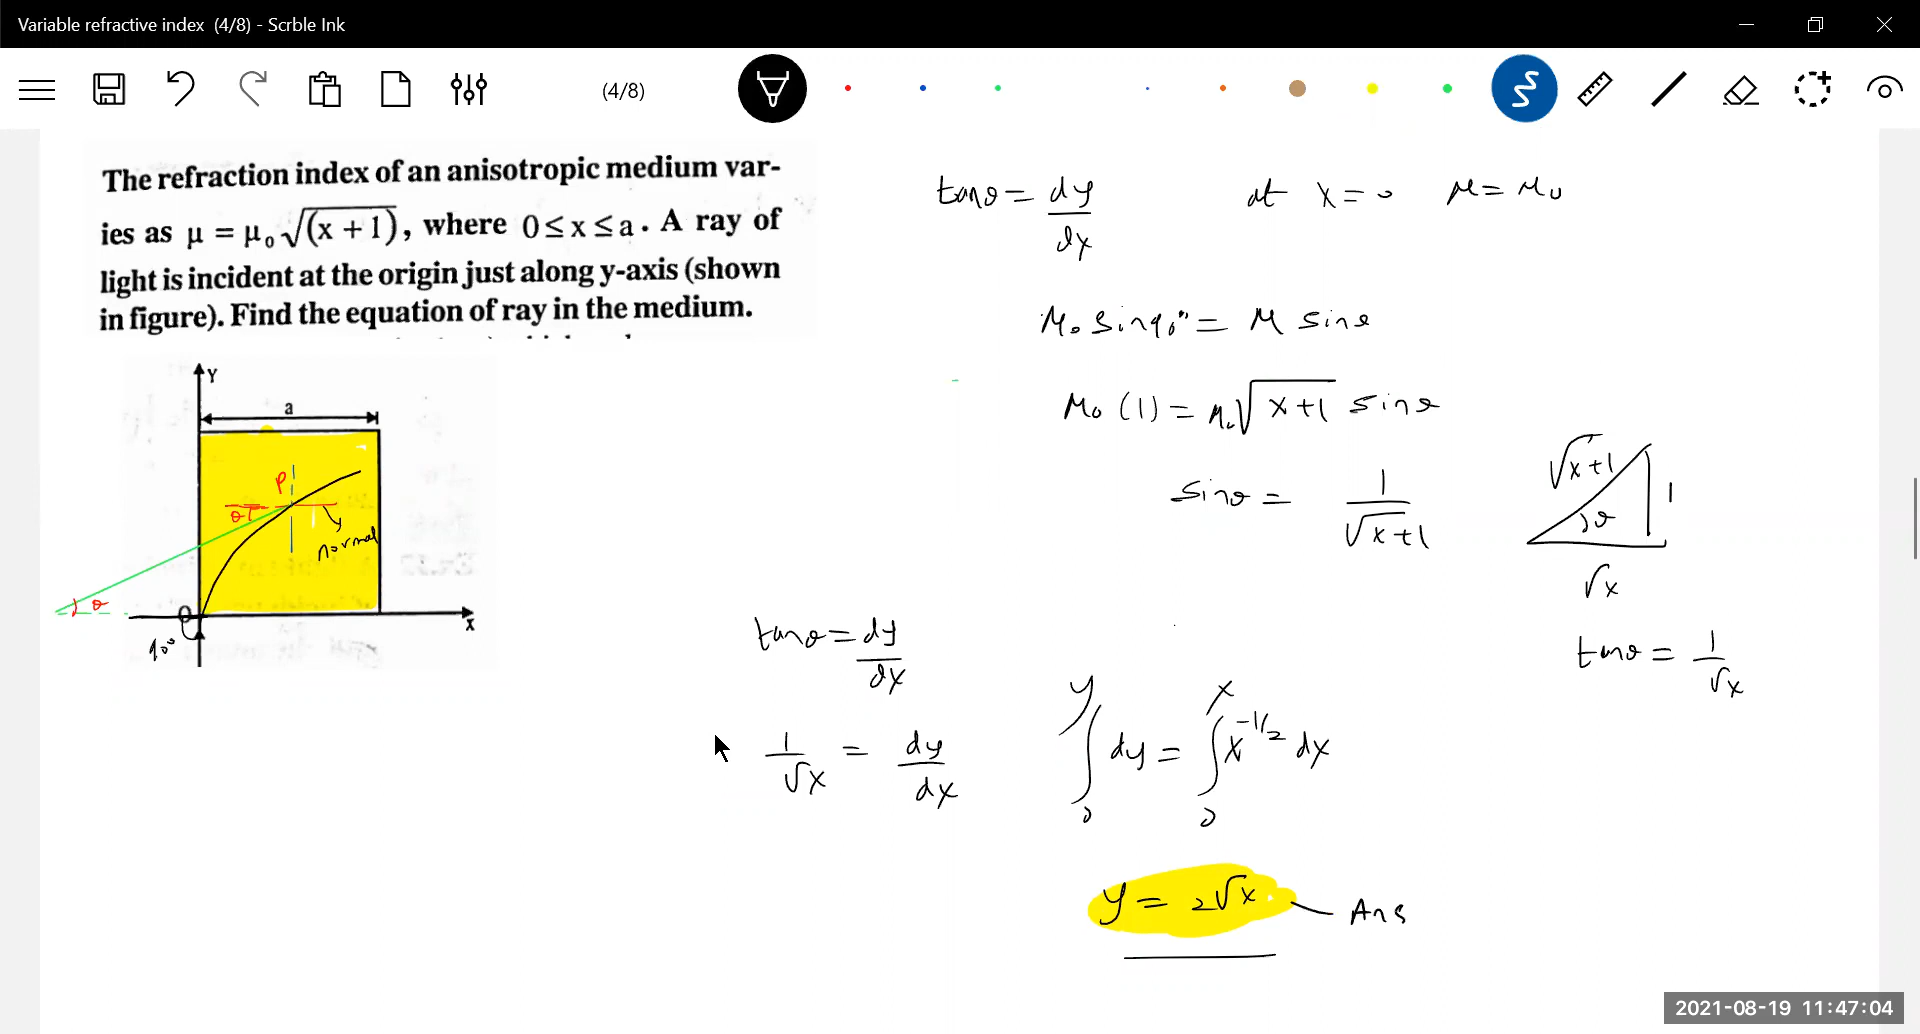 Variable refractive index (4/8) - Scrble Ink
(4/8)
The refraction index of an anisotropic medium var-
ies as μ = μ₀√(x + 1), where 0 ≤ x ≤ a. A ray of
light is incident at the origin just along y-axis (shown
in figure). Find the equation of ray in the medium.
Y
a
P
θ
normal
θ
O
x
90°
tanθ = dy/dx
at x = 0 μ = μ₀
μ₀ sin90° = μ sinθ
μ₀ (1) = μ₀√x+1 sinθ
sinθ = 1/√x+1
√x+1
1
θ
√x
tanθ = 1/√x
tanθ = dy/dx
1/√x = dy/dx
∫₀^y dy = ∫₀^x x^-1/2 dx
y = 2√x
Ans
2021-08-19 11:47:04